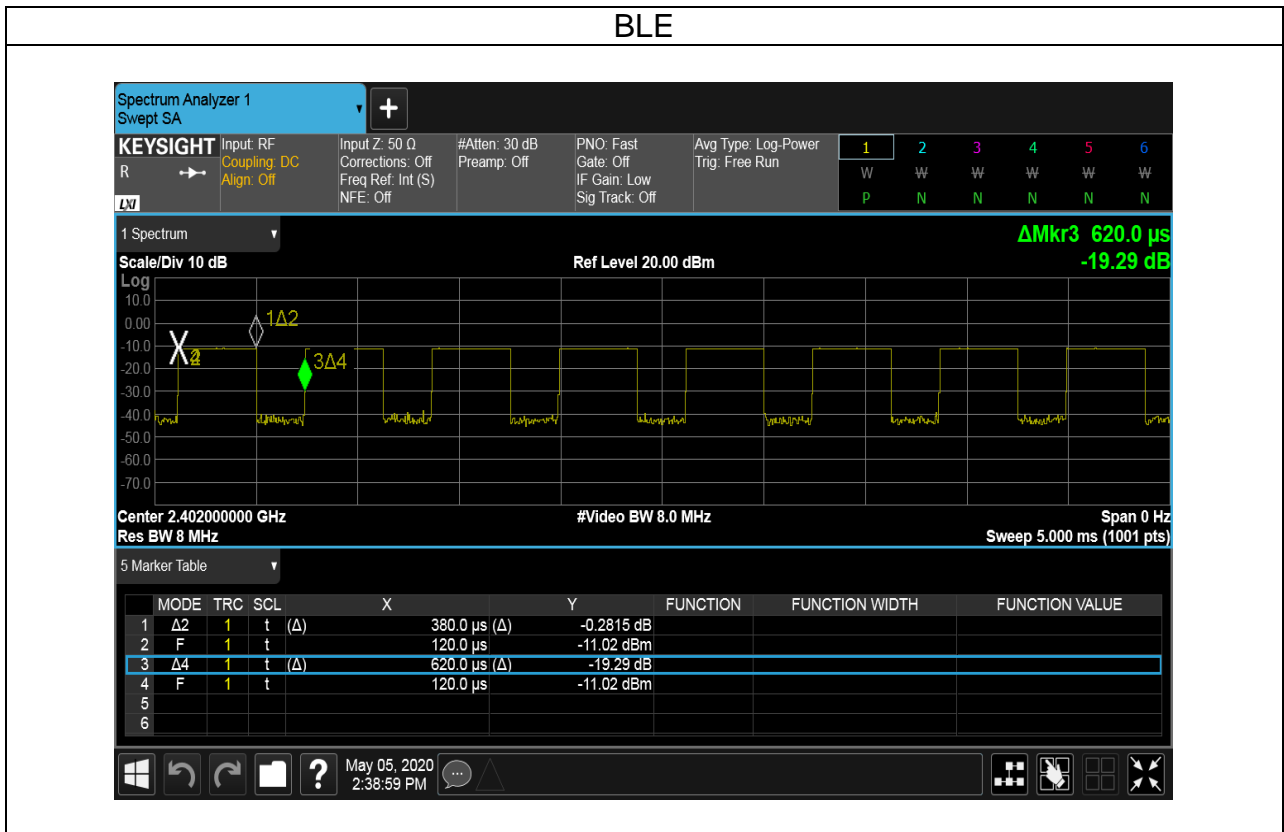 BLE
Spectrum Analyzer 1
Swept SA
+
KEYSIGHT Input: RF Input Z: 50 Ω #Atten: 30 dB PNO: Fast Avg Type: Log-Power 1 2 3 4 5 6
R Coupling: DC Corrections: Off Preamp: Off Gate: Off Trig: Free Run W W W W W W
Align: Off Freq Ref: Int (S) IF Gain: Low
LXI NFE: Off Sig Track: Off P N N N N N
1 Spectrum ΔMkr3 620.0 µs
Scale/Div 10 dB Ref Level 20.00 dBm -19.29 dB
Log
10.0
0.00 1Δ2
-10.0
X 2
-20.0 3Δ4
-30.0
-40.0
-50.0
-60.0
-70.0
Center 2.402000000 GHz #Video BW 8.0 MHz Span 0 Hz
Res BW 8 MHz Sweep 5.000 ms (1001 pts)
5 Marker Table
MODE TRC SCL X Y FUNCTION FUNCTION WIDTH FUNCTION VALUE
1 Δ2 1 t (Δ) 380.0 µs (Δ) -0.2815 dB
2 F 1 t 120.0 µs -11.02 dBm
3 Δ4 1 t (Δ) 620.0 µs (Δ) -19.29 dB
4 F 1 t 120.0 µs -11.02 dBm
5
6
? May 05, 2020
2:38:59 PM